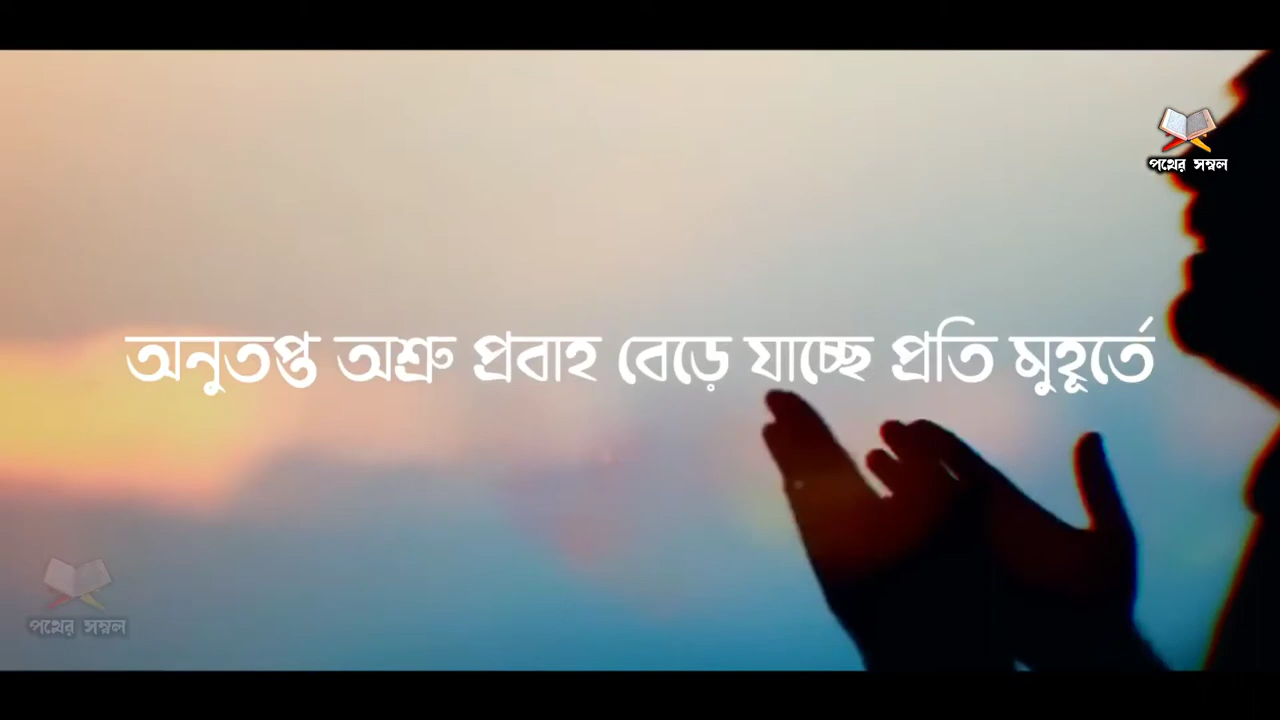 পথের সম্বল
অনুতপ্ত অশ্রু প্রবাহ বেড়ে যাচ্ছে প্রতি মুহূর্তে
পথের সম্বল